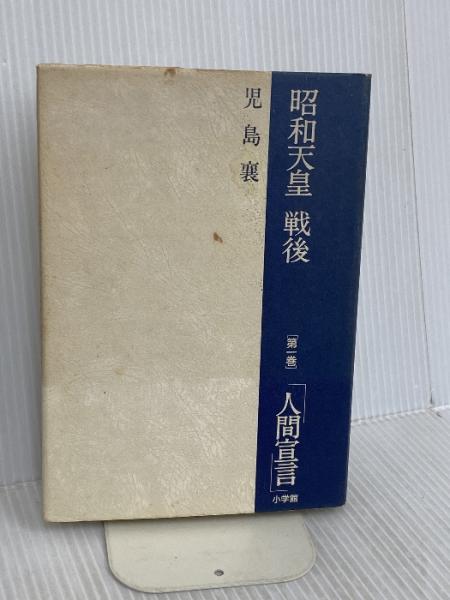 昭和天皇 戦後
[第一巻]
「人間宣言」
小学館
児島襄